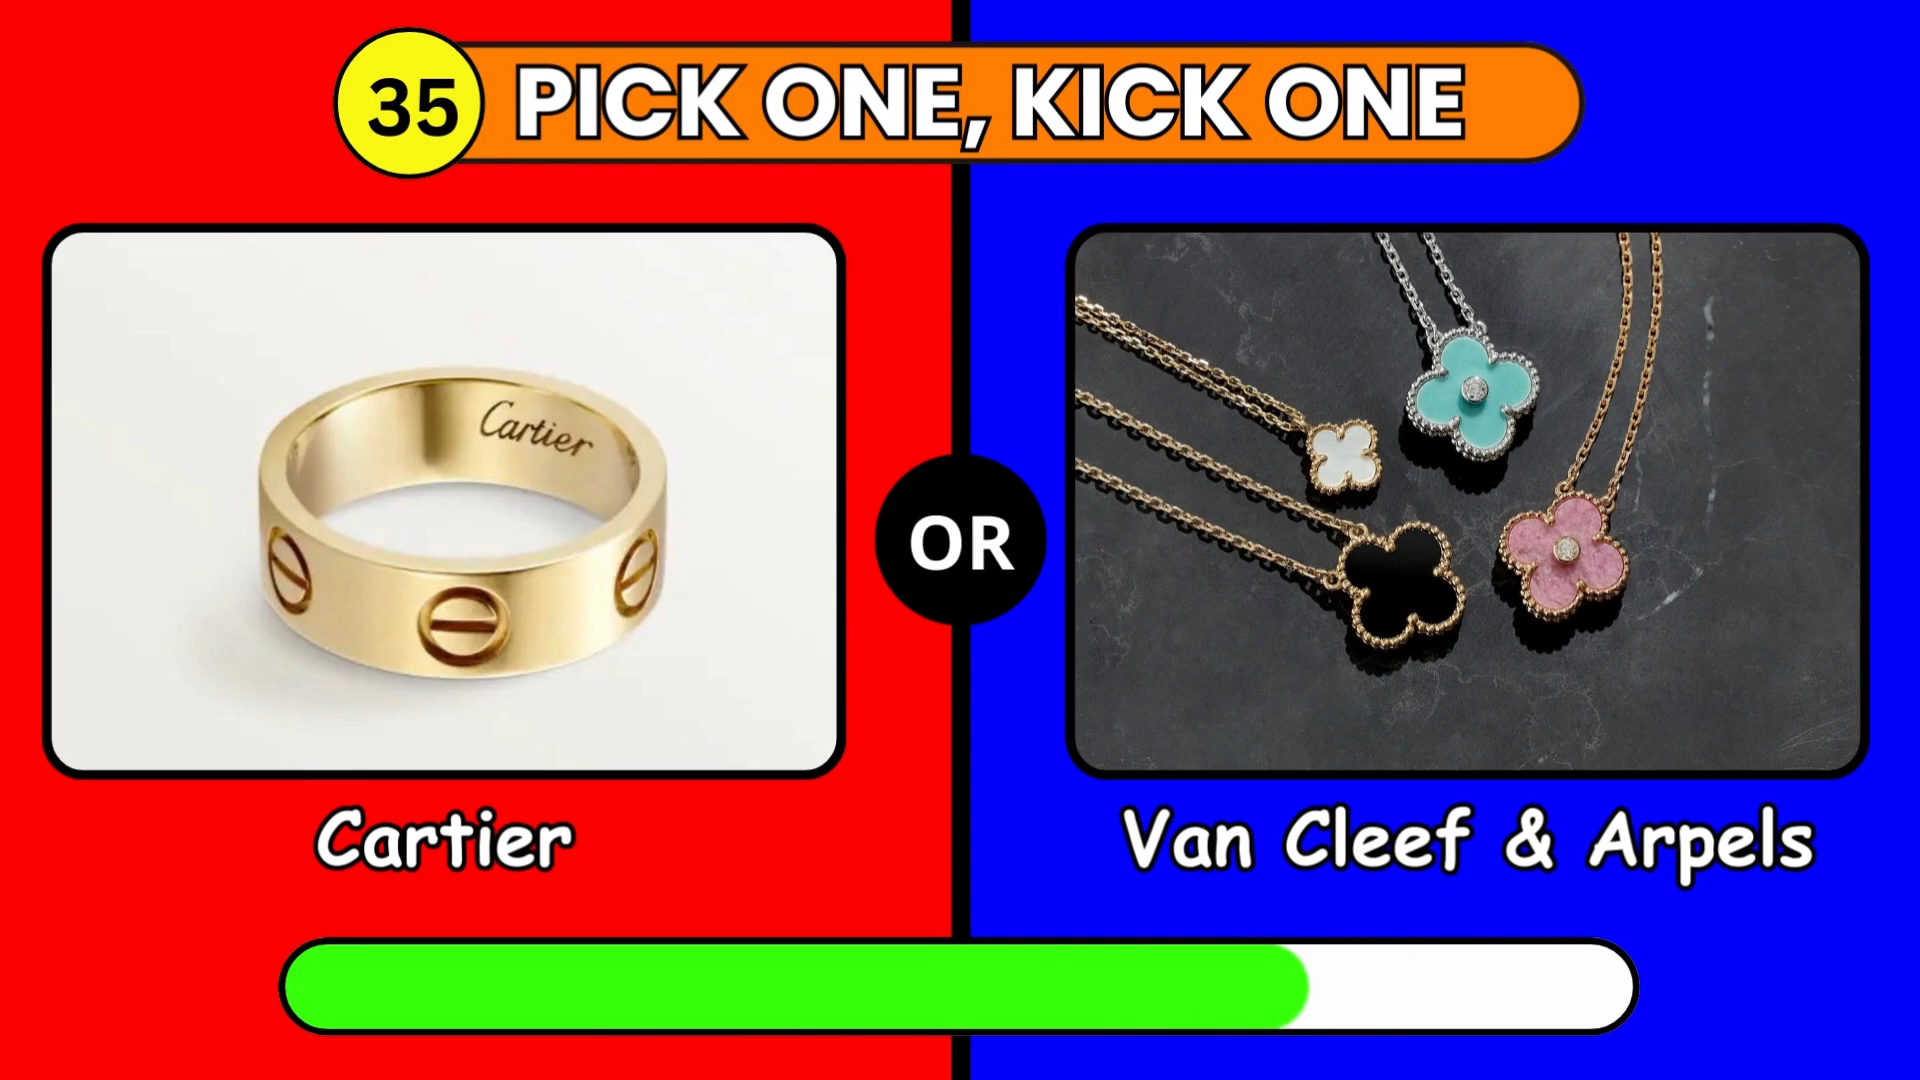 35
PICK ONE, KICK ONE
Cartier
OR
Cartier
Van Cleef & Arpels